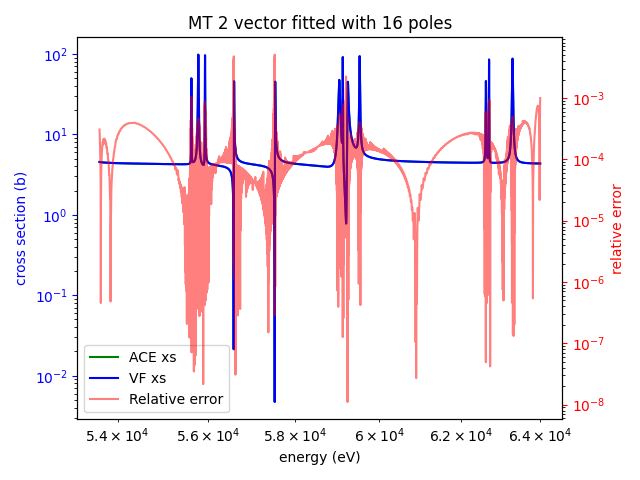 MT 2 vector fitted with 16 poles
10²
10¹
10⁰
10⁻¹
10⁻²
cross section (b)
10⁻³
10⁻⁴
10⁻⁵
10⁻⁶
10⁻⁷
10⁻⁸
relative error
ACE xs
VF xs
Relative error
5.4 × 10⁴ 5.6 × 10⁴ 5.8 × 10⁴ 6 × 10⁴ 6.2 × 10⁴ 6.4 × 10⁴
energy (eV)